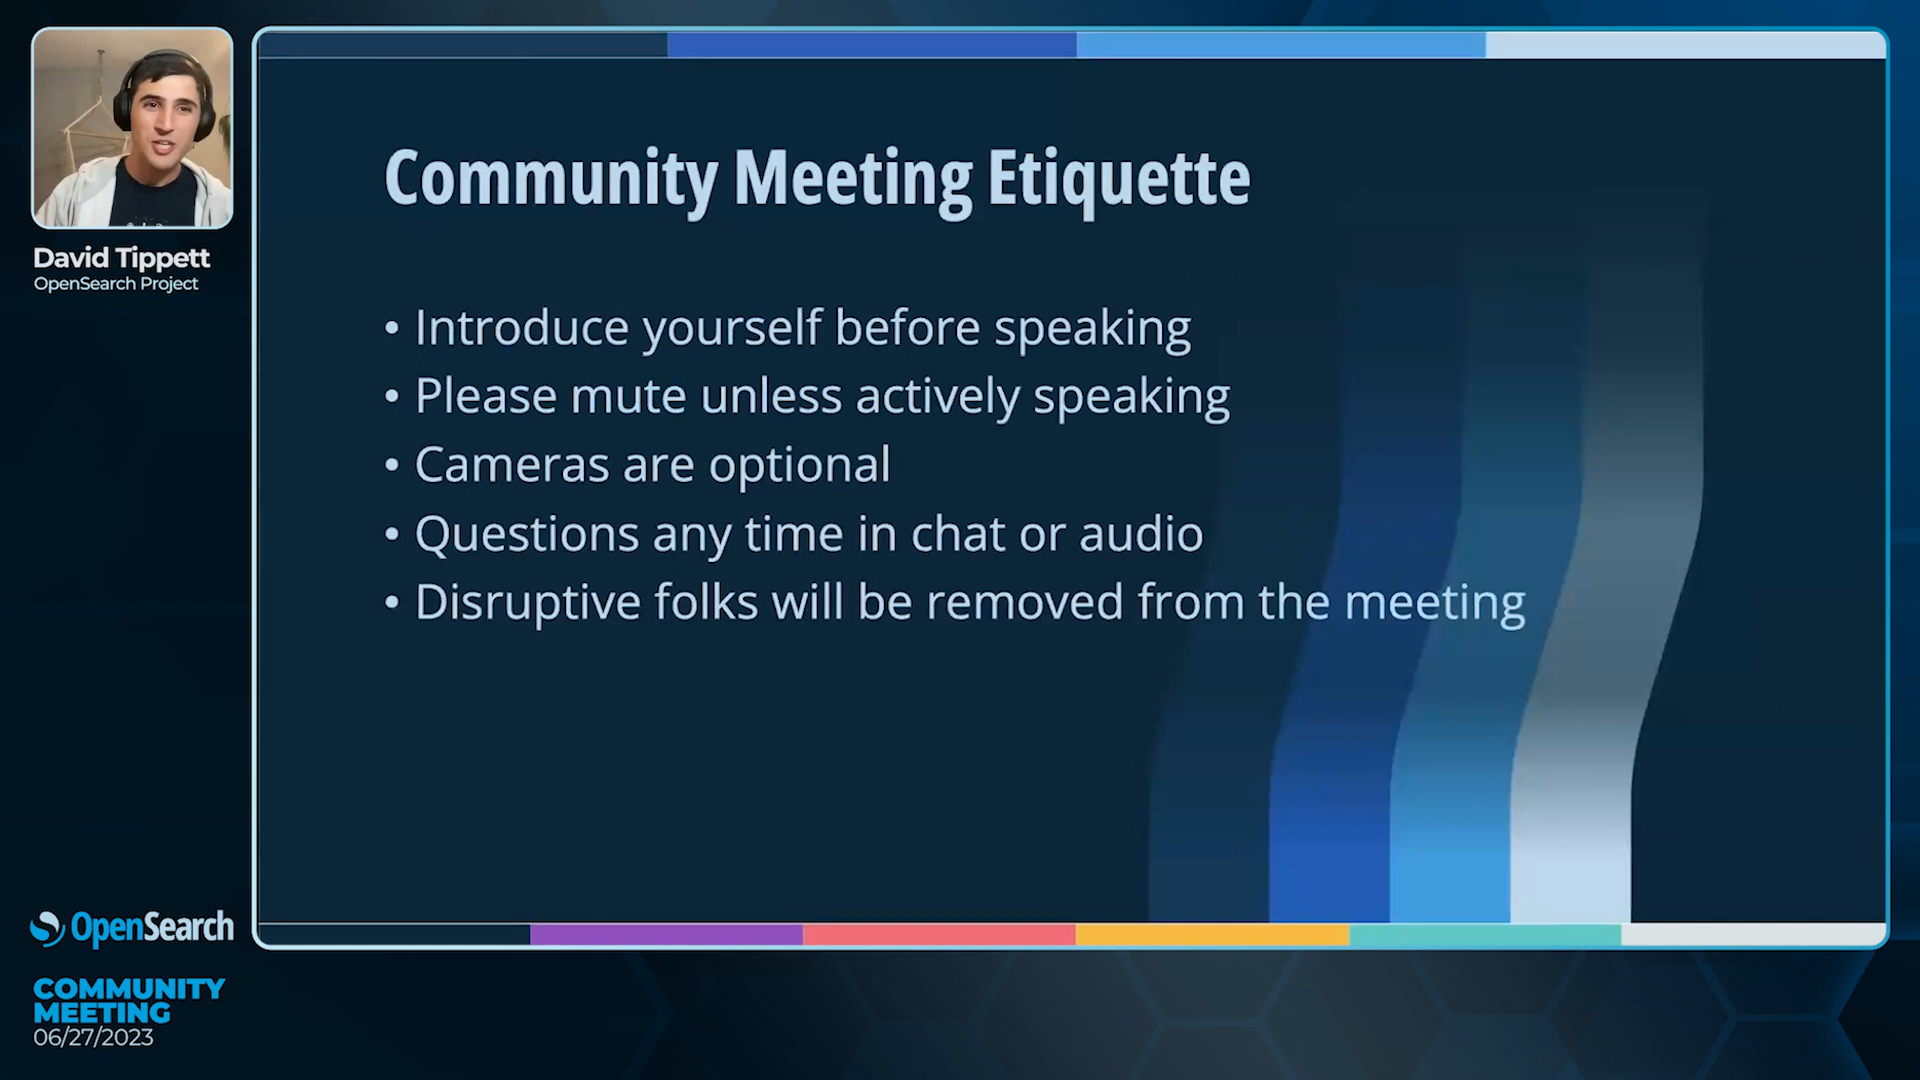 David Tippett
OpenSearch Project
Community Meeting Etiquette
• Introduce yourself before speaking
• Please mute unless actively speaking
• Cameras are optional
• Questions any time in chat or audio
• Disruptive folks will be removed from the meeting
OpenSearch
COMMUNITY
MEETING
06/27/2023